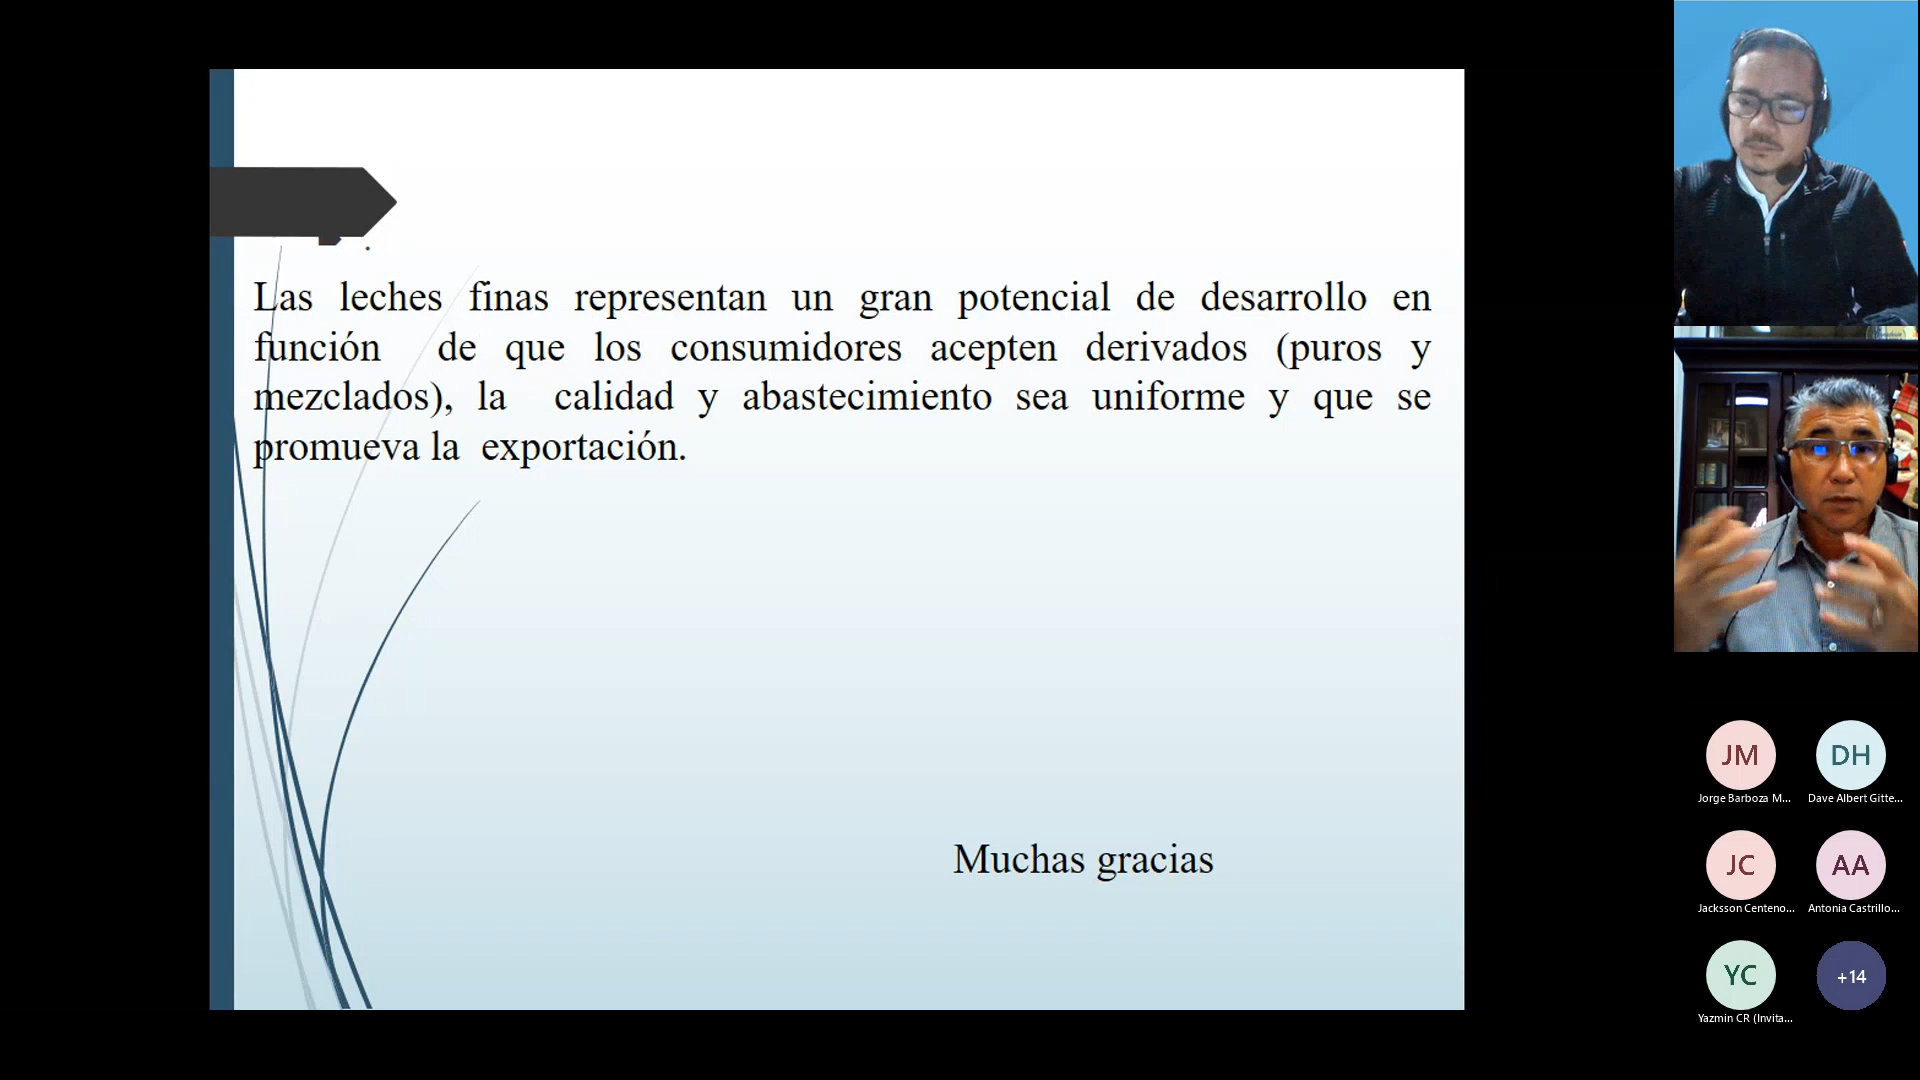 Las leches finas representan un gran potencial de desarrollo en
función de que los consumidores acepten derivados (puros y
mezclados), la calidad y abastecimiento sea uniforme y que se
promueva la exportación.
Muchas gracias
JM
DH
Jorge Barboza M...
Dave Albert Gitte...
JC
AA
Jacksson Centeno...
Antonia Castrillo...
YC
+14
Yazmin CR (Invita...